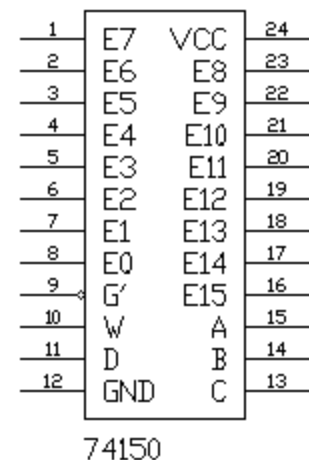 1 E7 VCC 24
2 E6 E8 23
3 E5 E9 22
4 E4 E10 21
5 E3 E11 20
6 E2 E12 19
7 E1 E13 18
8 E0 E14 17
9 G' E15 16
10 W A 15
11 D B 14
12 GND C 13
74150